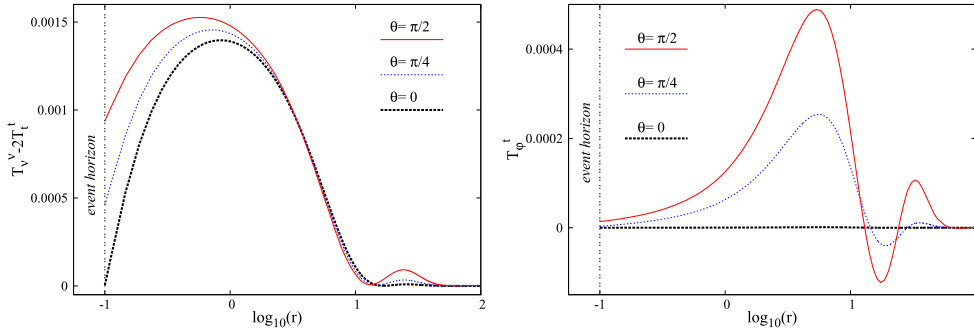 0.0015
0.001
0.0005
0
T_ν^ν-2T_t^t
event horizon
θ= π/2
θ= π/4
θ= 0
-1
0
1
2
log₁₀(r)
0.0004
0.0002
0
T_φ^t
event horizon
θ= π/2
θ= π/4
θ= 0
-1
0
1
log₁₀(r)